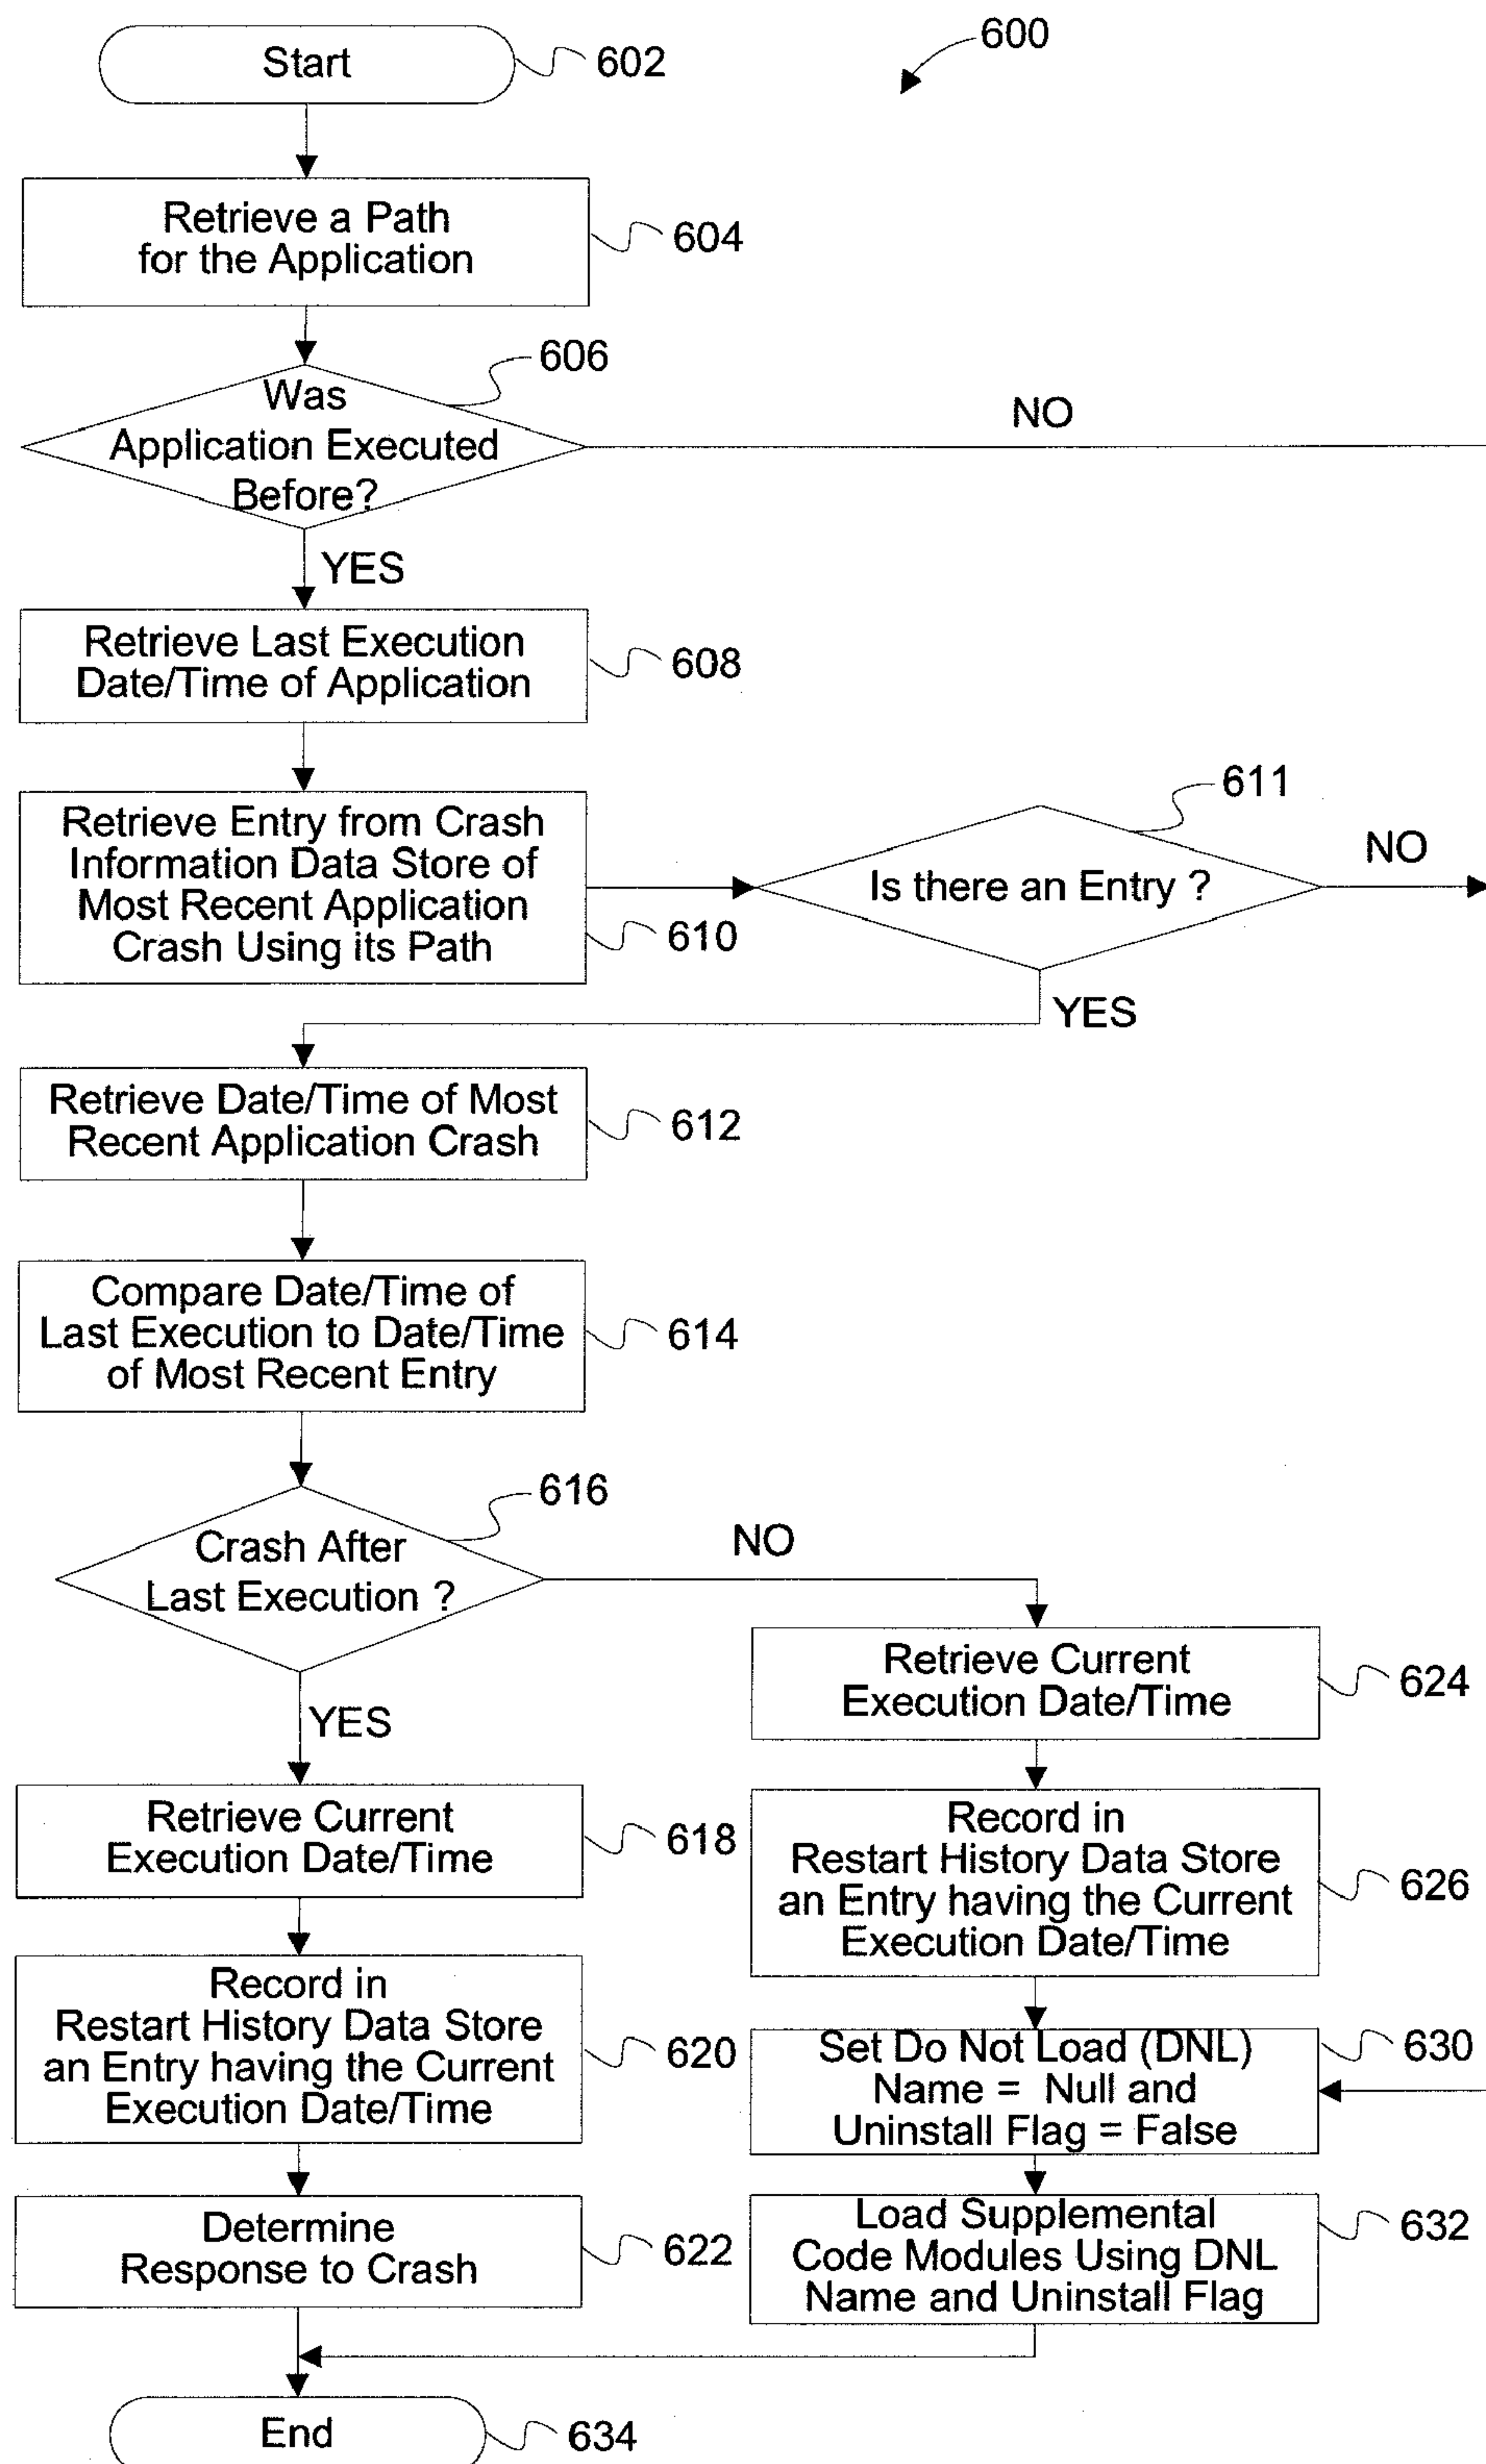 600
Start
602
Retrieve a Path
for the Application
604
606
Was
Application Executed
Before?
NO
YES
Retrieve Last Execution
Date/Time of Application
608
Retrieve Entry from Crash
Information Data Store of
Most Recent Application
Crash Using its Path
610
611
Is there an Entry ?
NO
YES
Retrieve Date/Time of Most
Recent Application Crash
612
Compare Date/Time of
Last Execution to Date/Time
of Most Recent Entry
614
616
Crash After
Last Execution ?
NO
YES
Retrieve Current
Execution Date/Time
624
Retrieve Current
Execution Date/Time
618
Record in
Restart History Data Store
an Entry having the Current
Execution Date/Time
626
Record in
Restart History Data Store
an Entry having the Current
Execution Date/Time
620
Set Do Not Load (DNL)
Name = Null and
Uninstall Flag = False
630
Determine
Response to Crash
622
Load Supplemental
Code Modules Using DNL
Name and Uninstall Flag
632
End
634